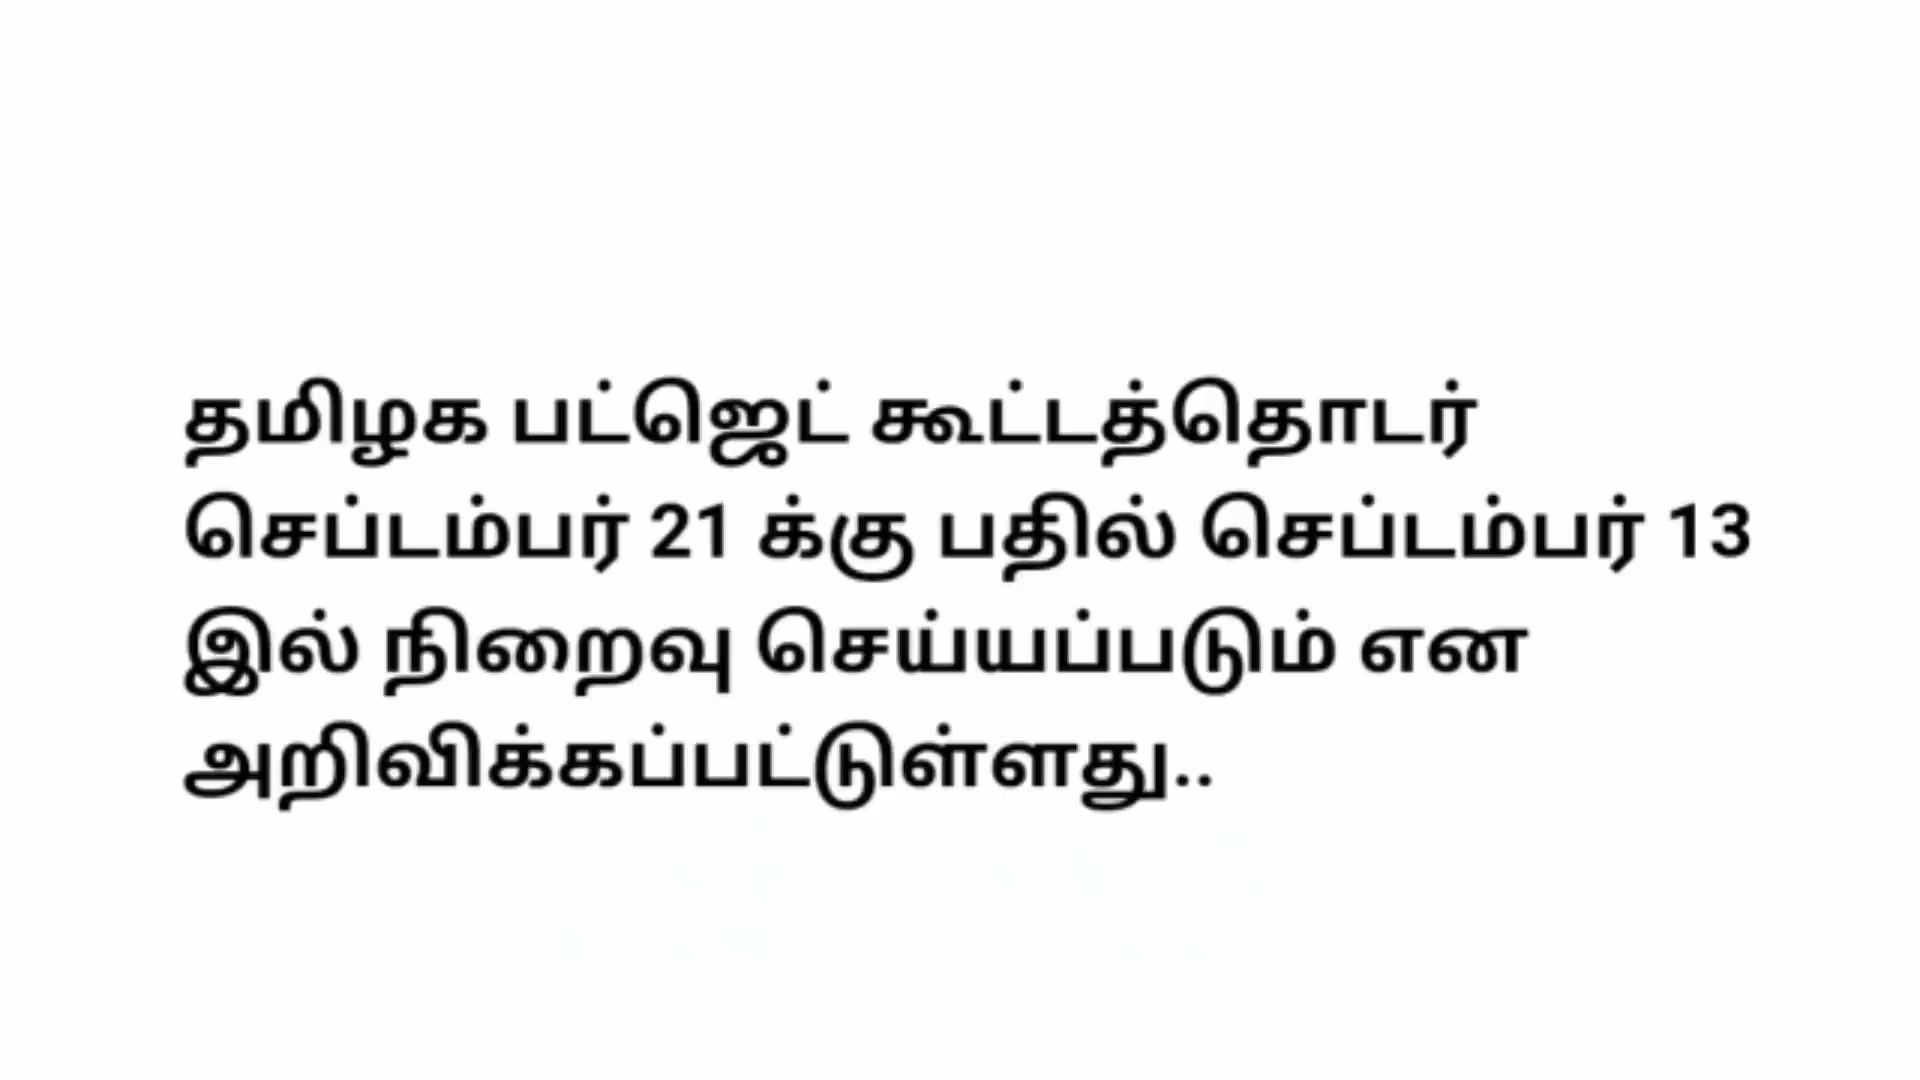 தமிழக பட்ஜெட் கூட்டத்தொடர்
செப்டம்பர் 21 க்கு பதில் செப்டம்பர் 13
இல் நிறைவு செய்யப்படும் என
அறிவிக்கப்பட்டுள்ளது..